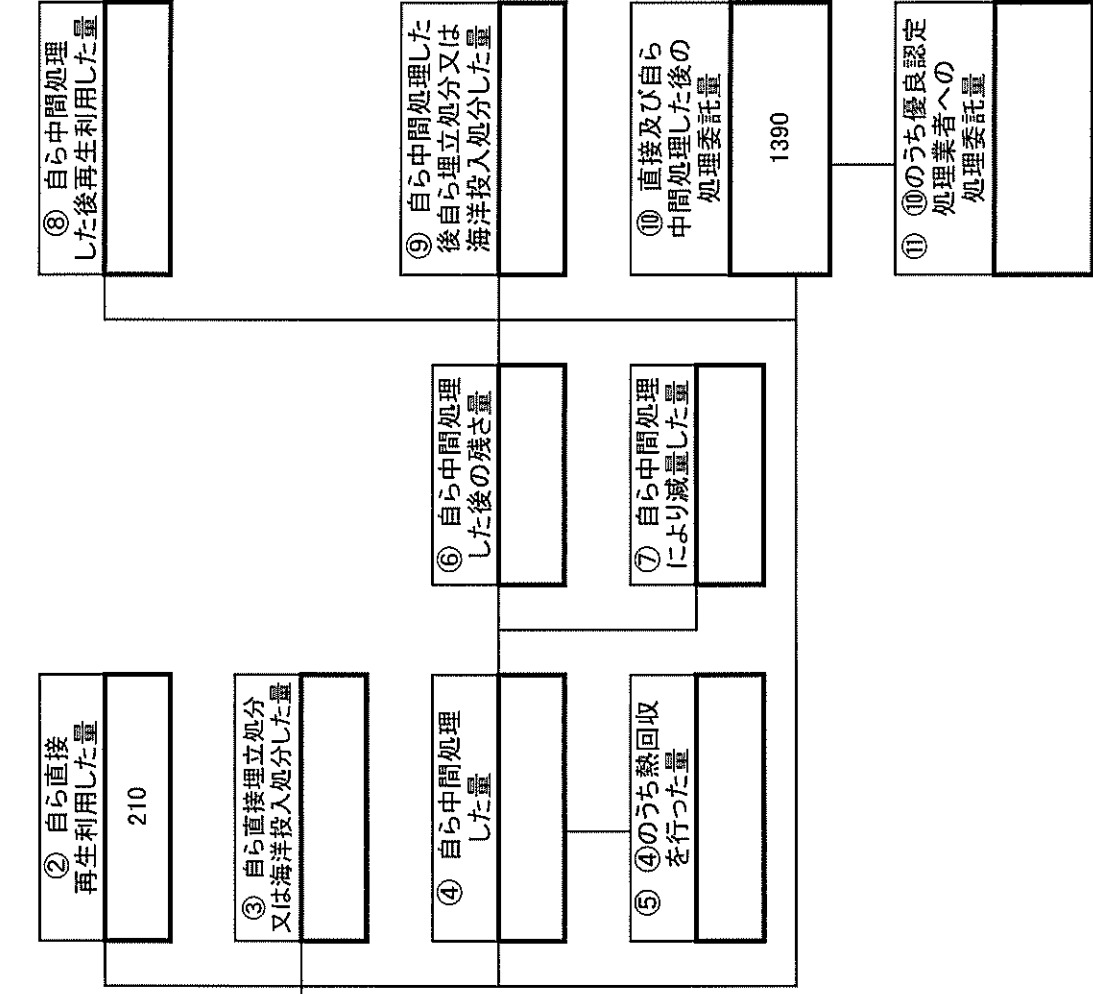 ② 自ら直接
再生利用した量
210
③ 自ら直接埋立処分
又は海洋投入処分した量
④ 自ら中間処理
した量
⑤ ④のうち熱回収
を行った量
⑥ 自ら中間処理
した後の残さ量
⑦ 自ら中間処理
により減量した量
⑧ 自ら中間処理
した後再生利用した量
⑨ 自ら中間処理した
後自ら埋立処分又は
海洋投入処分した量
⑩ 直接及び自ら
中間処理した後の
処理委託量
1390
⑪ ⑩のうち優良認定
処理業者への
処理委託量